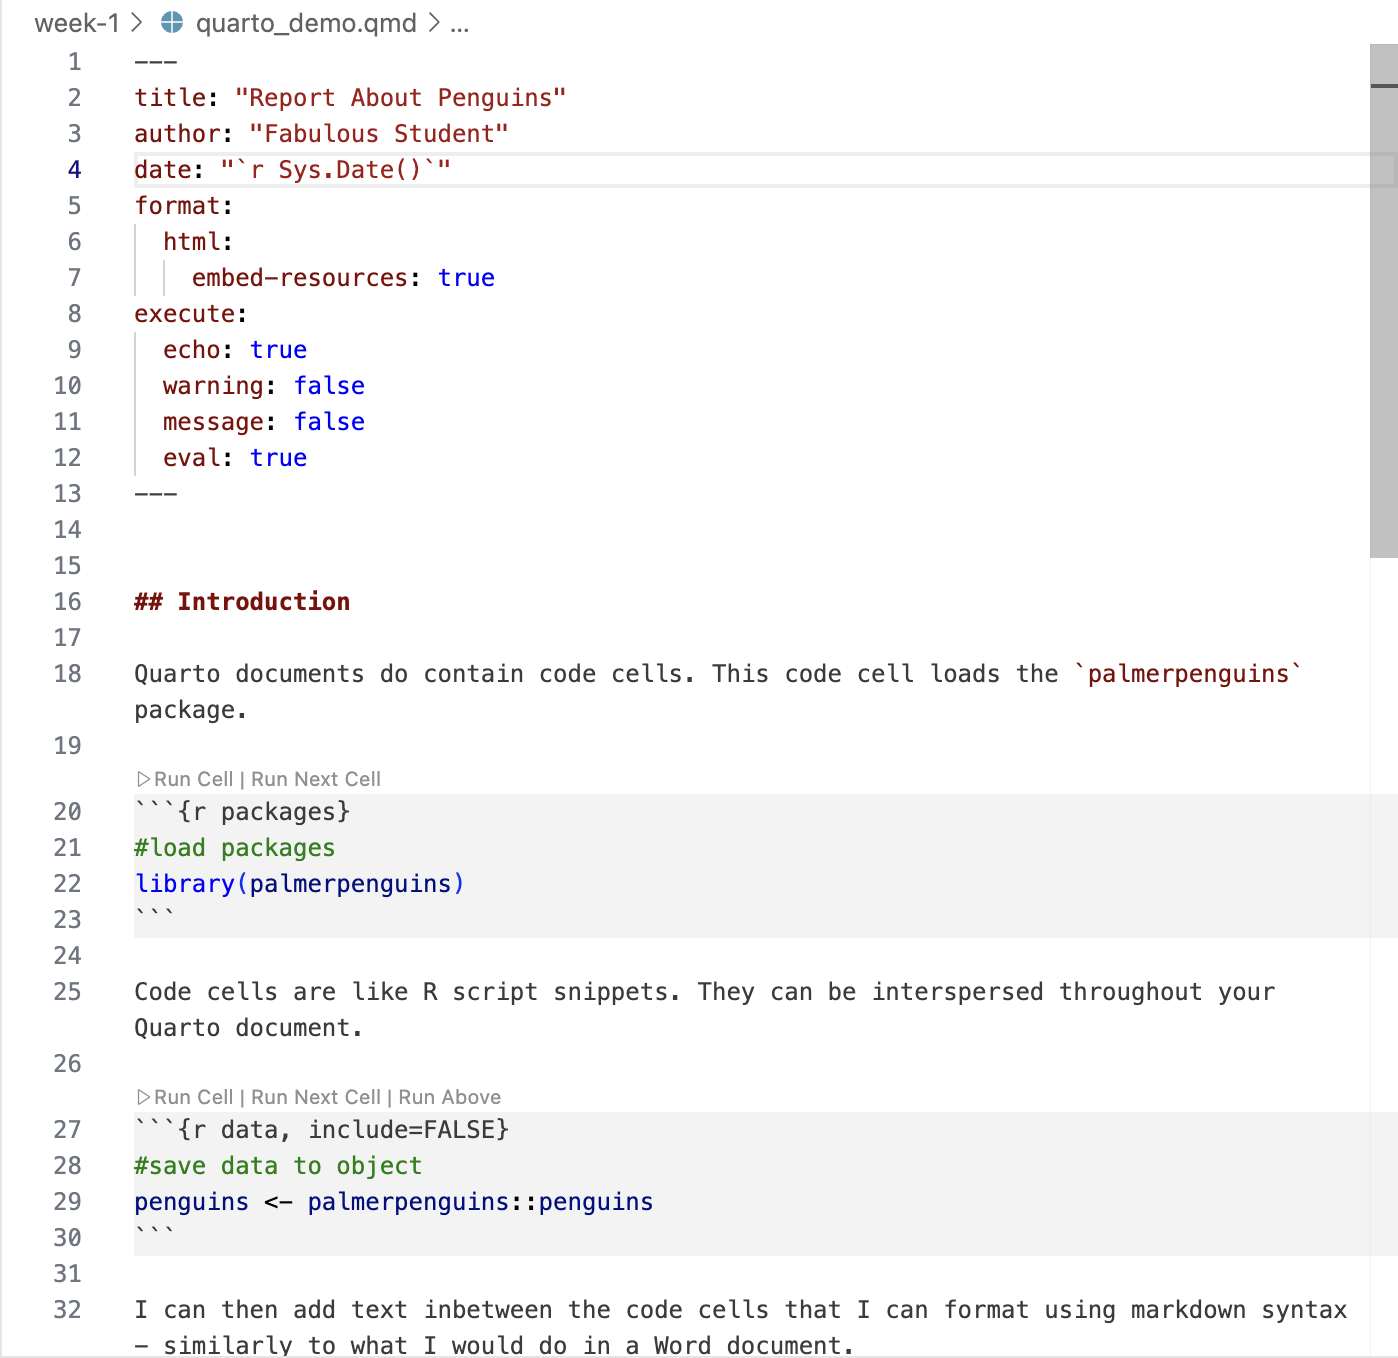 week-1 > quarto_demo.qmd > ...
1 ---
2 title: "Report About Penguins"
3 author: "Fabulous Student"
4 date: "`r Sys.Date()`"
5 format:
6   html:
7     embed-resources: true
8 execute:
9   echo: true
10   warning: false
11   message: false
12   eval: true
13 ---
14
15
16 ## Introduction
17
18 Quarto documents do contain code cells. This code cell loads the `palmerpenguins`
package.
19
Run Cell | Run Next Cell
20 ```{r packages}
21 #load packages
22 library(palmerpenguins)
23 ```
24
25 Code cells are like R script snippets. They can be interspersed throughout your
Quarto document.
26
Run Cell | Run Next Cell | Run Above
27 ```{r data, include=FALSE}
28 #save data to object
29 penguins <- palmerpenguins::penguins
30 ```
31
32 I can then add text inbetween the code cells that I can format using markdown syntax
- similarly to what I would do in a Word document.